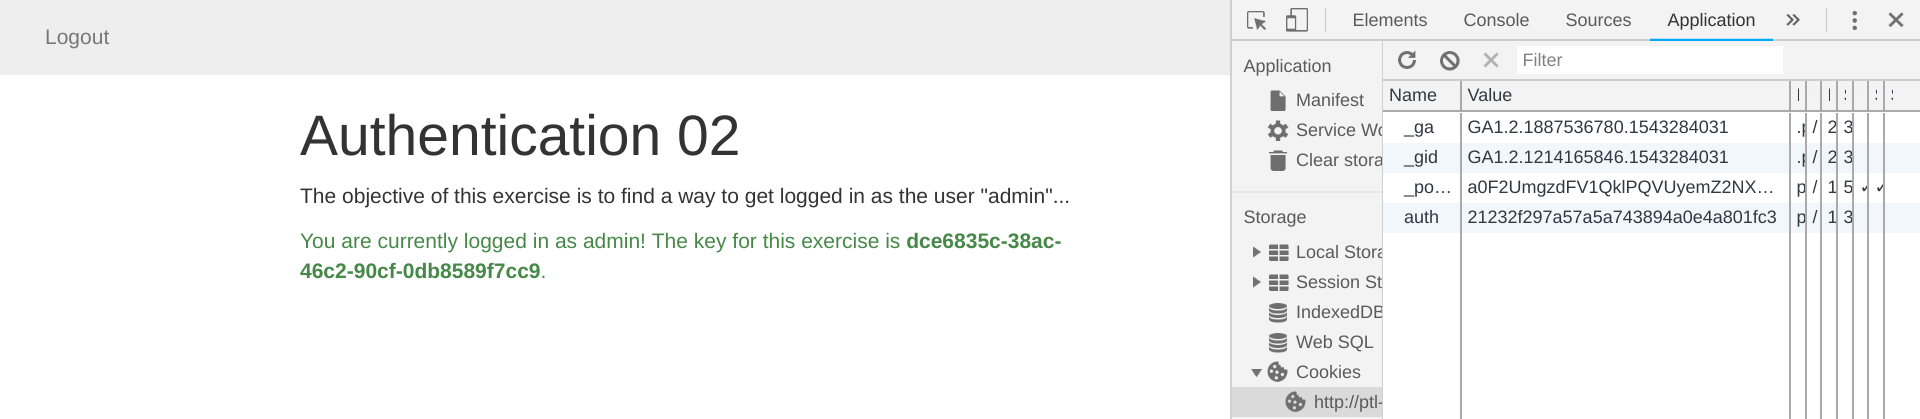 Logout
Authentication 02
The objective of this exercise is to find a way to get logged in as the user "admin"...
You are currently logged in as admin! The key for this exercise is dce6835c-38ac-
46c2-90cf-0db8589f7cc9.
Elements Console Sources Application »
Application
Manifest
Service Wo
Clear stora
Storage
Local Stora
Session St
IndexedDB
Web SQL
Cookies
http://ptl-
Filter
Name Value
_ga GA1.2.1887536780.1543284031 / 2 3
_gid GA1.2.1214165846.1543284031 / 2 3
_po… a0F2UmgzdFV1QklPQVUyemZ2NX… p / 1 5 ✓ ✓
auth 21232f297a57a5a743894a0e4a801fc3 p / 1 3